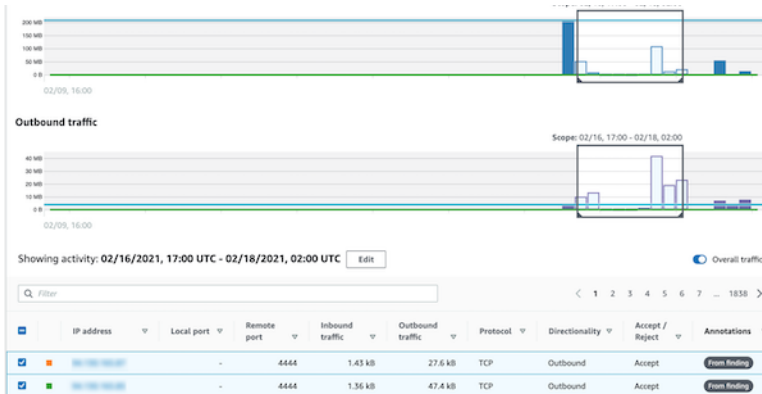 200 MB
150 MB
100 MB
50 MB
0 B
02/09, 16:00
Outbound traffic
Scope: 02/16, 17:00 - 02/18, 02:00
40 MB
30 MB
20 MB
10 MB
0 B
02/09, 16:00
Showing activity: 02/16/2021, 17:00 UTC - 02/18/2021, 02:00 UTC Edit
Overall traffic
Filter
< 1 2 3 4 5 6 7 ... 1838 >
IP address Local port Remote port Inbound traffic Outbound traffic Protocol Directionality Accept / Reject Annotations
- 4444 1.43 kB 27.6 kB TCP Outbound Accept From finding
- 4444 1.36 kB 47.4 kB TCP Outbound Accept From finding